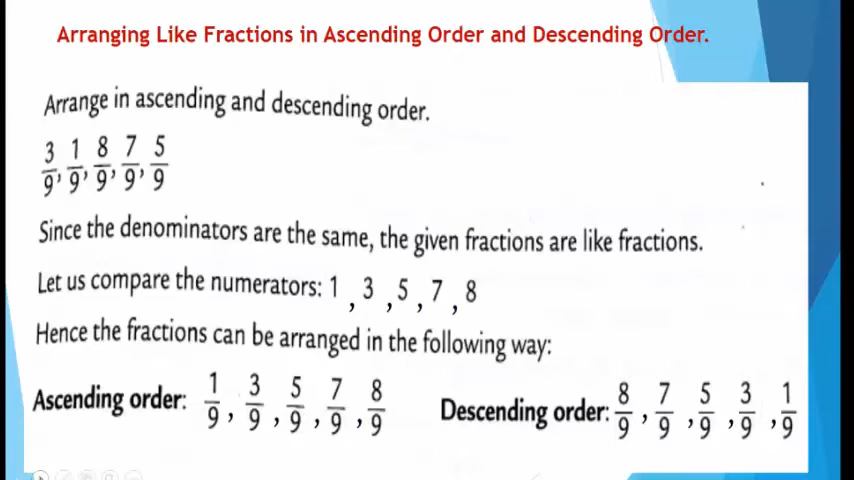 Arranging Like Fractions in Ascending Order and Descending Order.
Arrange in ascending and descending order.
3/9, 1/9, 8/9, 7/9, 5/9
Since the denominators are the same, the given fractions are like fractions.
Let us compare the numerators: 1 , 3 , 5 , 7 , 8
Hence the fractions can be arranged in the following way:
Ascending order: 1/9 , 3/9 , 5/9 , 7/9 , 8/9
Descending order: 8/9 , 7/9 , 5/9 , 3/9 , 1/9